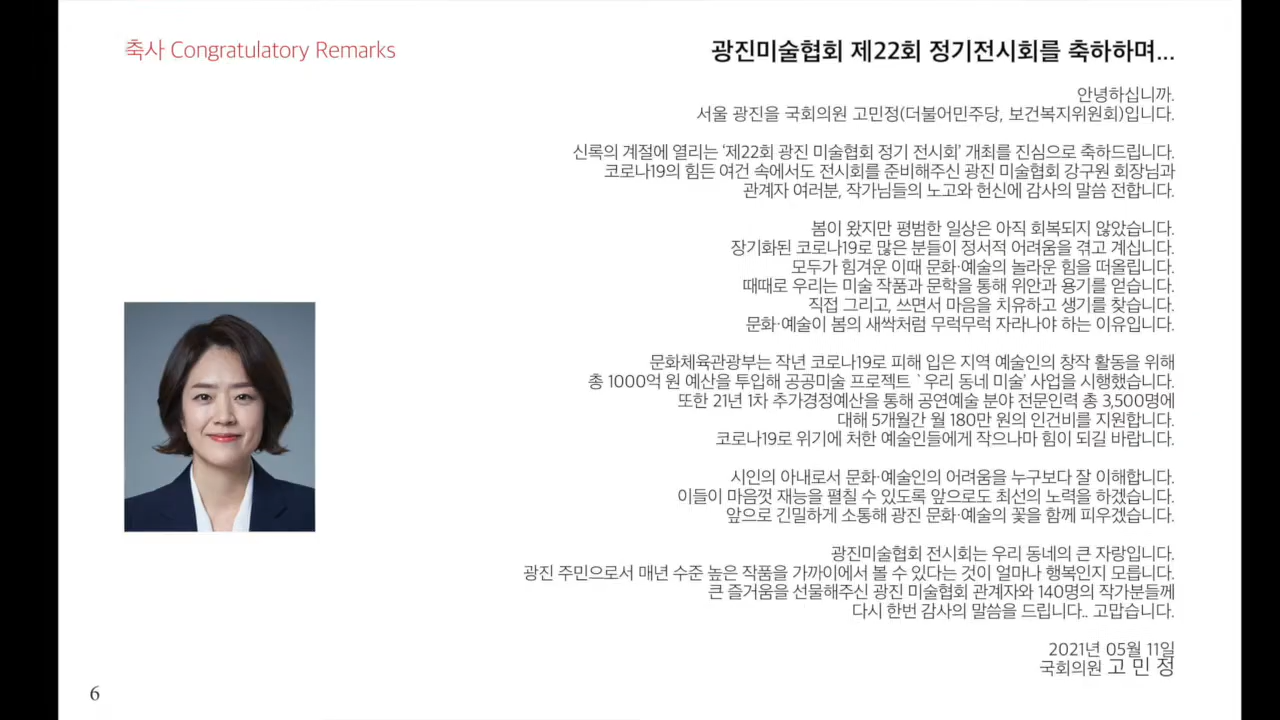 축사 Congratulatory Remarks
광진미술협회 제22회 정기전시회를 축하하며...
안녕하십니까.
서울 광진을 국회의원 고민정(더불어민주당, 보건복지위원회)입니다.
신록의 계절에 열리는 ‘제22회 광진 미술협회 정기 전시회’ 개최를 진심으로 축하드립니다.
코로나19의 힘든 여건 속에서도 전시회를 준비해주신 광진 미술협회 강구원 회장님과
관계자 여러분, 작가님들의 노고와 헌신에 감사의 말씀 전합니다.
봄이 왔지만 평범한 일상은 아직 회복되지 않았습니다.
장기화된 코로나19로 많은 분들이 정서적 어려움을 겪고 계십니다.
모두가 힘겨운 이때 문화·예술의 놀라운 힘을 떠올립니다.
때때로 우리는 미술 작품과 문학을 통해 위안과 용기를 얻습니다.
직접 그리고, 쓰면서 마음을 치유하고 생기를 찾습니다.
문화·예술이 봄의 새싹처럼 무럭무럭 자라나야 하는 이유입니다.
문화체육관광부는 작년 코로나19로 피해 입은 지역 예술인의 창작 활동을 위해
총 1000억 원 예산을 투입해 공공미술 프로젝트 `우리 동네 미술’ 사업을 시행했습니다.
또한 21년 1차 추가경정예산을 통해 공연예술 분야 전문인력 총 3,500명에
대해 5개월간 월 180만 원의 인건비를 지원합니다.
코로나19로 위기에 처한 예술인들에게 작으나마 힘이 되길 바랍니다.
시인의 아내로서 문화·예술인의 어려움을 누구보다 잘 이해합니다.
이들이 마음껏 재능을 펼칠 수 있도록 앞으로도 최선의 노력을 하겠습니다.
앞으로 긴밀하게 소통해 광진 문화·예술의 꽃을 함께 피우겠습니다.
광진미술협회 전시회는 우리 동네의 큰 자랑입니다.
광진 주민으로서 매년 수준 높은 작품을 가까이에서 볼 수 있다는 것이 얼마나 행복인지 모릅니다.
큰 즐거움을 선물해주신 광진 미술협회 관계자와 140명의 작가분들께
다시 한번 감사의 말씀을 드립니다.. 고맙습니다.
2021년 05월 11일
국회의원 고 민 정
6